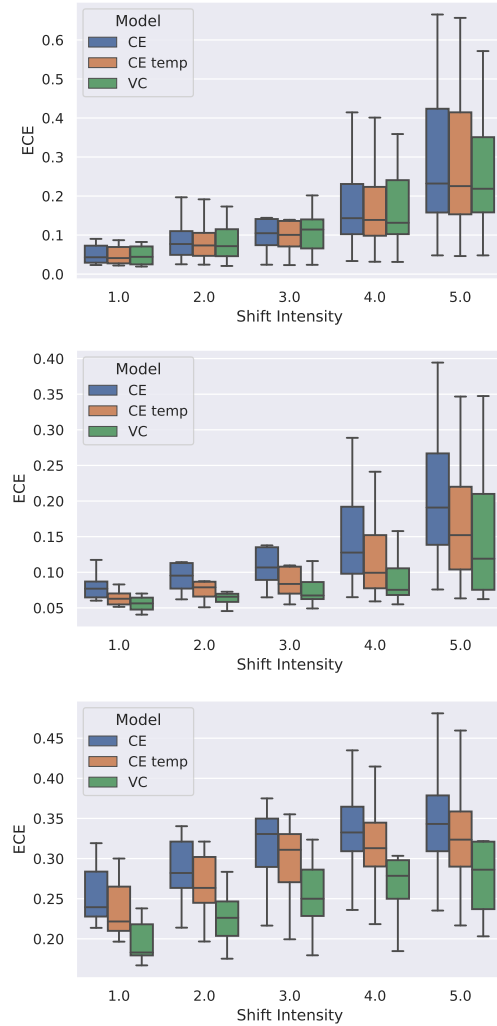 Model
CE
CE temp
VC
0.6
0.5
0.4
0.3
0.2
0.1
0.0
ECE
1.0 2.0 3.0 4.0 5.0
Shift Intensity
Model
CE
CE temp
VC
0.40
0.35
0.30
0.25
0.20
0.15
0.10
0.05
ECE
1.0 2.0 3.0 4.0 5.0
Shift Intensity
Model
CE
CE temp
VC
0.45
0.40
0.35
0.30
0.25
0.20
ECE
1.0 2.0 3.0 4.0 5.0
Shift Intensity